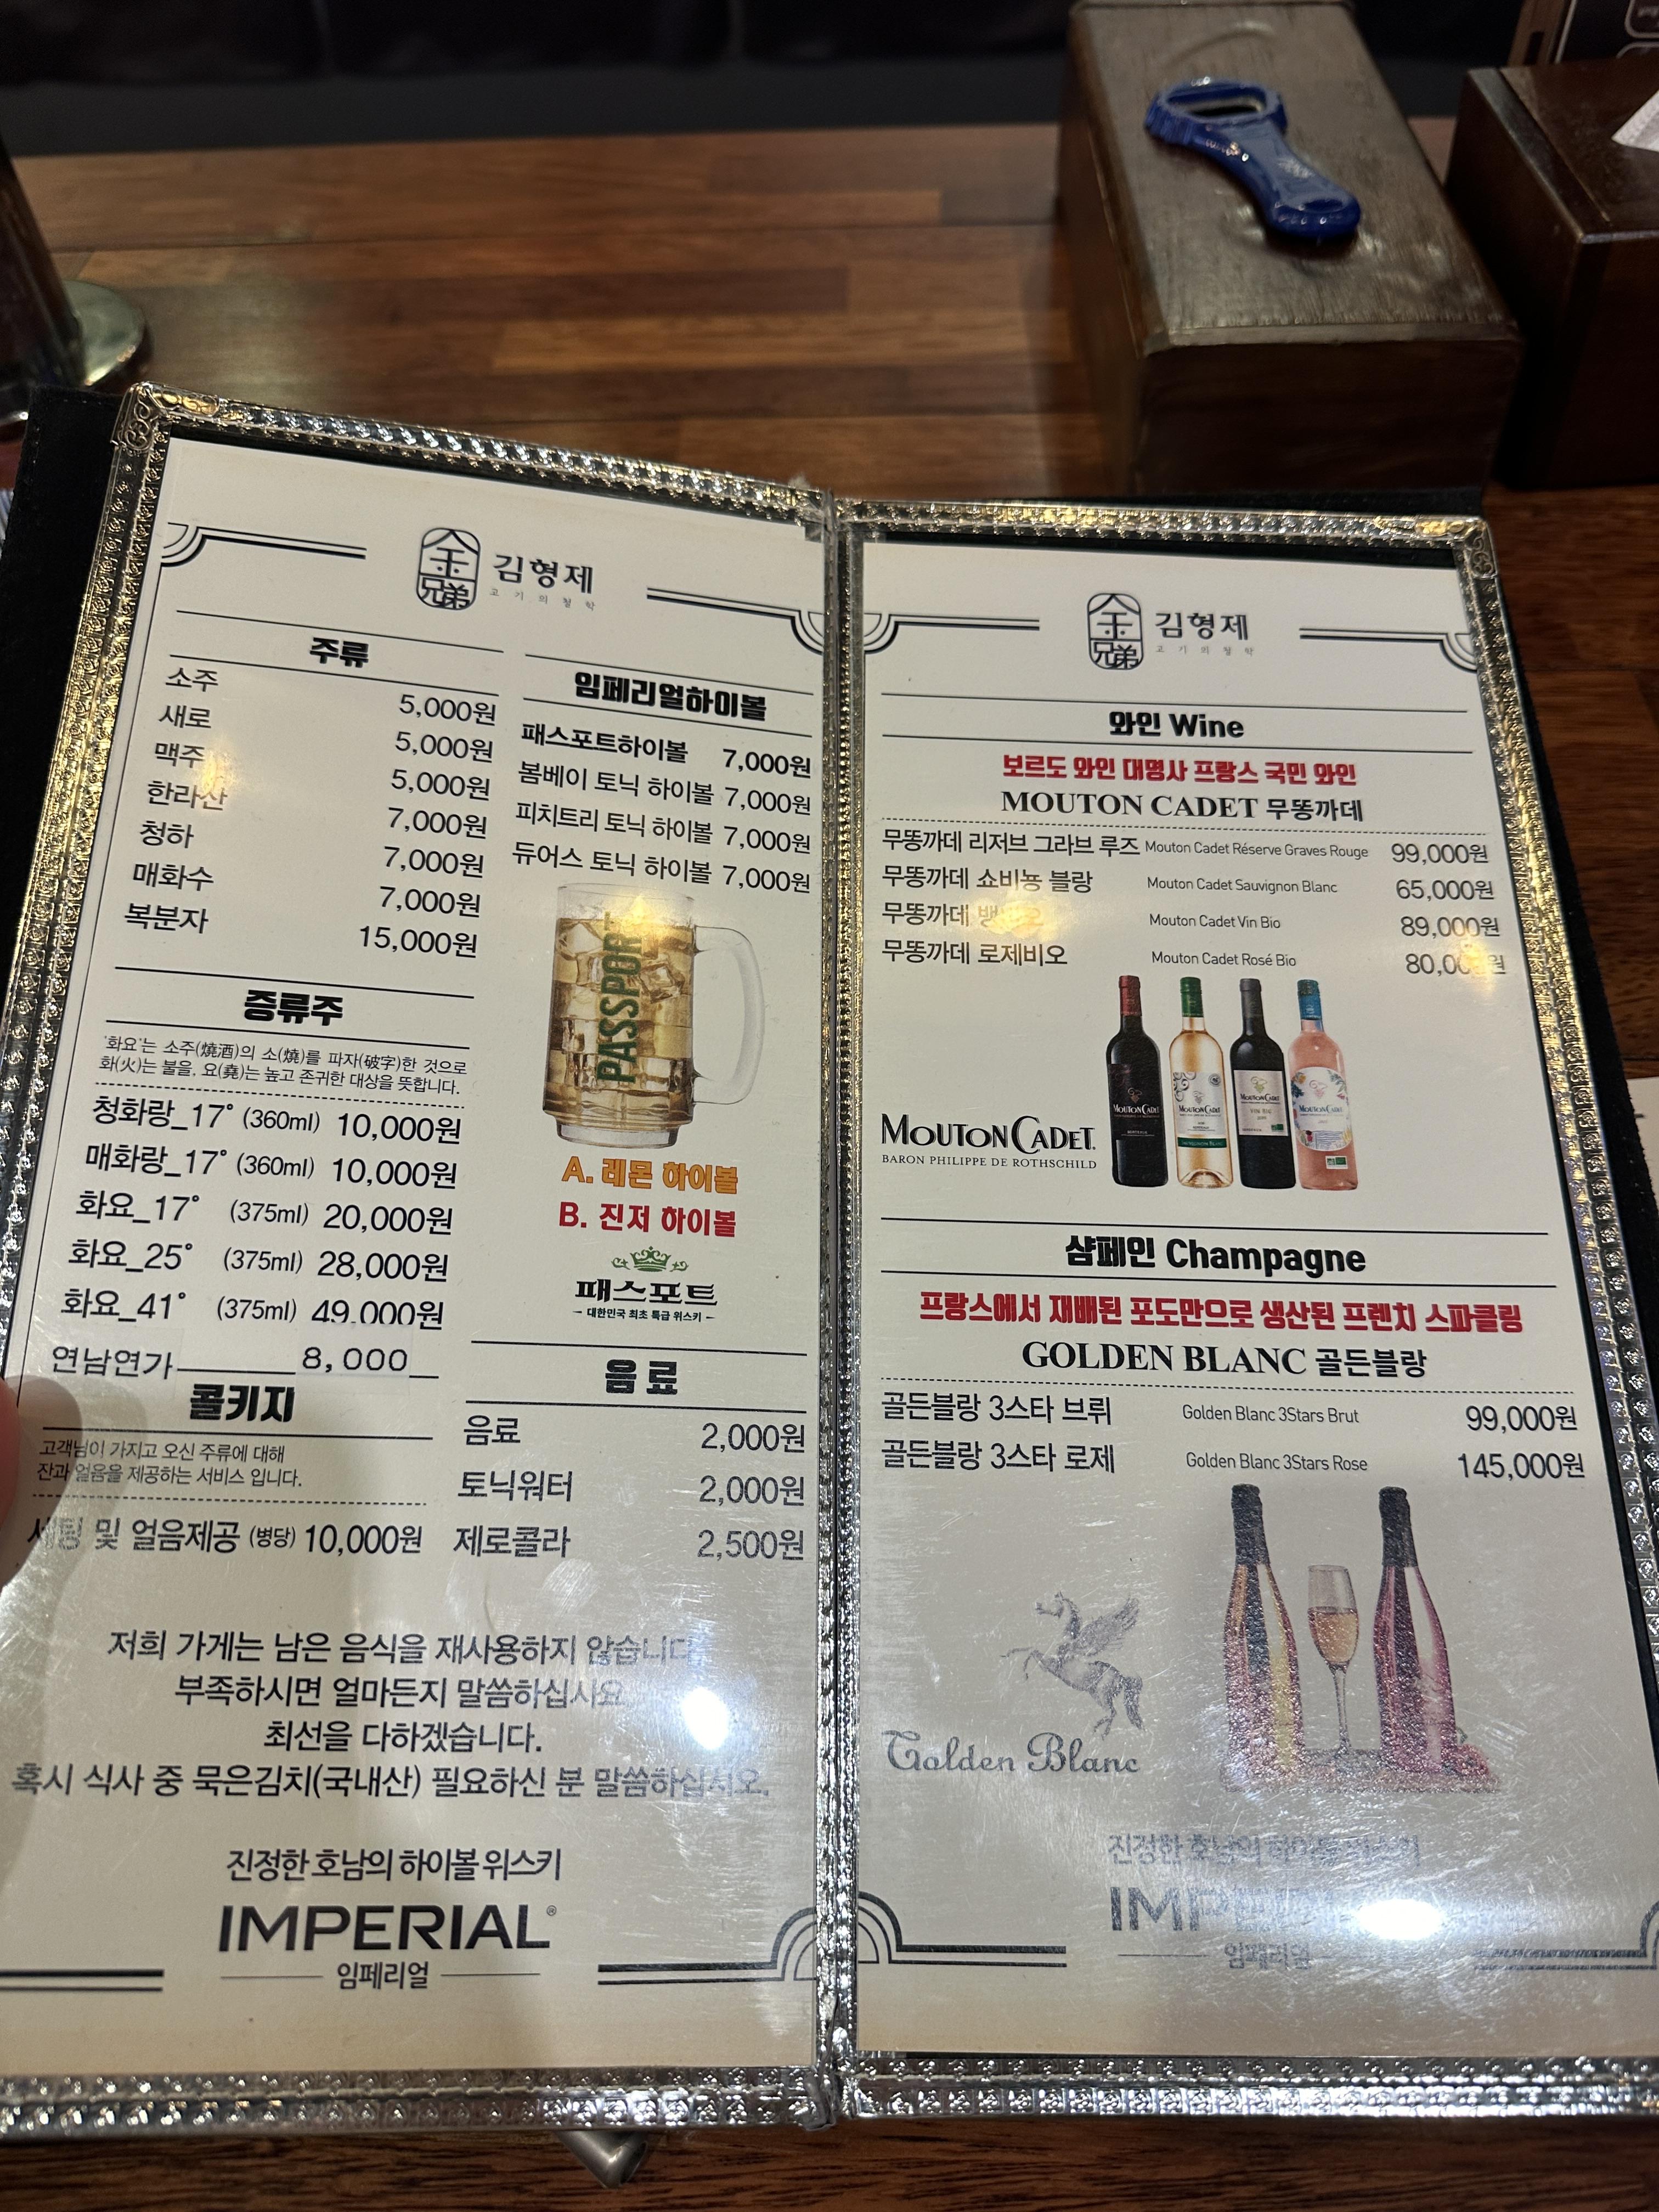 김형제
고기의철학
주류
소주 5,000원
새로 5,000원
맥주 5,000원
한라산 7,000원
청하 7,000원
매화수 7,000원
복분자 15,000원
증류주
'화요'는 소주(燒酒)의 소(燒)를 파자(破字)한 것으로
화(火)는 불을, 요(堯)는 높고 존귀한 대상을 뜻합니다.
청화랑_17° (360ml) 10,000원
매화랑_17° (360ml) 10,000원
화요_17° (375ml) 20,000원
화요_25° (375ml) 28,000원
화요_41° (375ml) 49,000원
연남연가 8,000
콜키지
고객님이 가지고 오신 주류에 대해
잔과 얼음을 제공하는 서비스 입니다.
세팅 및 얼음제공 (병당) 10,000원
임페리얼하이볼
패스포트하이볼 7,000원
봄베이 토닉 하이볼 7,000원
피치트리 토닉 하이볼 7,000원
듀어스 토닉 하이볼 7,000원
PASSPORT
A. 레몬 하이볼
B. 진저 하이볼
패스포트
대한민국 최초 특급 위스키
음료
음료 2,000원
토닉워터 2,000원
제로콜라 2,500원
저희 가게는 남은 음식을 재사용하지 않습니다
부족하시면 얼마든지 말씀하십시요
최선을 다하겠습니다.
혹시 식사 중 묵은김치(국내산) 필요하신 분 말씀하십시오.
진정한 호남의 하이볼 위스키
IMPERIAL®
임페리얼
金兄弟
김형제
고기의철학
와인 Wine
보르도 와인 대명사 프랑스 국민 와인
MOUTON CADET 무똥까데
무똥까데 리저브 그라브 루즈 Mouton Cadet Réserve Graves Rouge 99,000원
무똥까데 쇼비뇽 블랑 Mouton Cadet Sauvignon Blanc 65,000원
무똥까데 Mouton Cadet Vin Bio 89,000원
무똥까데 로제비오 Mouton Cadet Rosé Bio
MOUTON CADET
BARON PHILIPPE DE ROTHSCHILD
샴페인 Champagne
프랑스에서 재배된 포도만으로 생산된 프렌치 스파클링
GOLDEN BLANC 골든블랑
골든블랑 3스타 브뤼 Golden Blanc 3Stars Brut 99,000원
골든블랑 3스타 로제 Golden Blanc 3Stars Rose 145,000원
Golden Blanc
진정한 호남의 하이볼 위스키
임페리얼